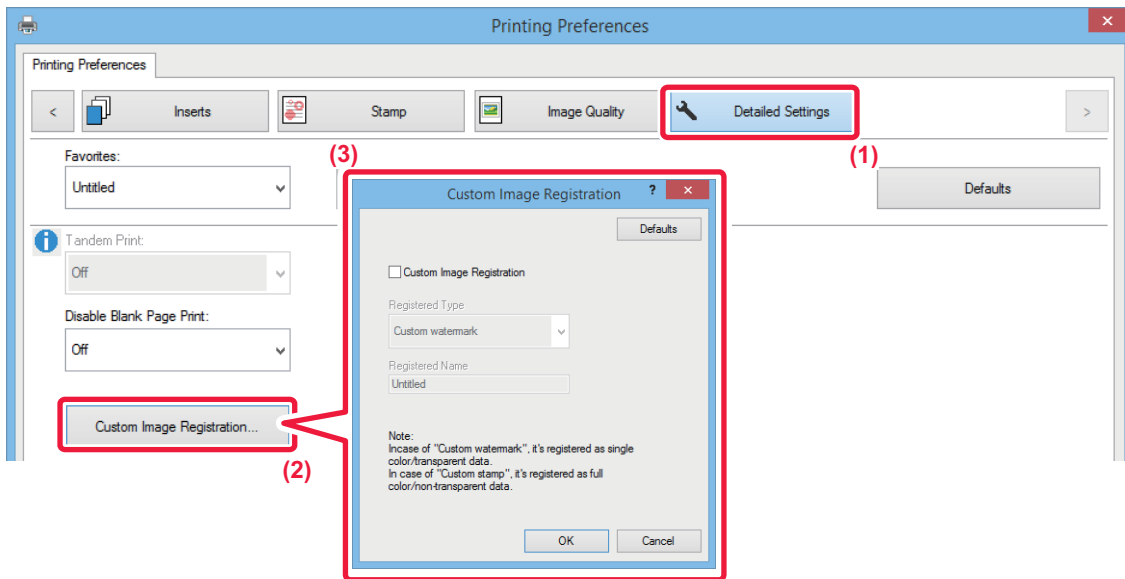 Printing Preferences
Printing Preferences
<
Inserts
Stamp
Image Quality
Detailed Settings
>
(1)
Favorites:
Untitled
Defaults
Tandem Print:
Off
Disable Blank Page Print:
Off
Custom Image Registration...
(2)
(3)
Custom Image Registration
?
Defaults
Custom Image Registration
Registered Type
Custom watermark
Registered Name
Untitled
Note:
Incase of "Custom watermark", it's registered as single
color/transparent data.
In case of "Custom stamp", it's registered as full
color/non-transparent data.
OK
Cancel